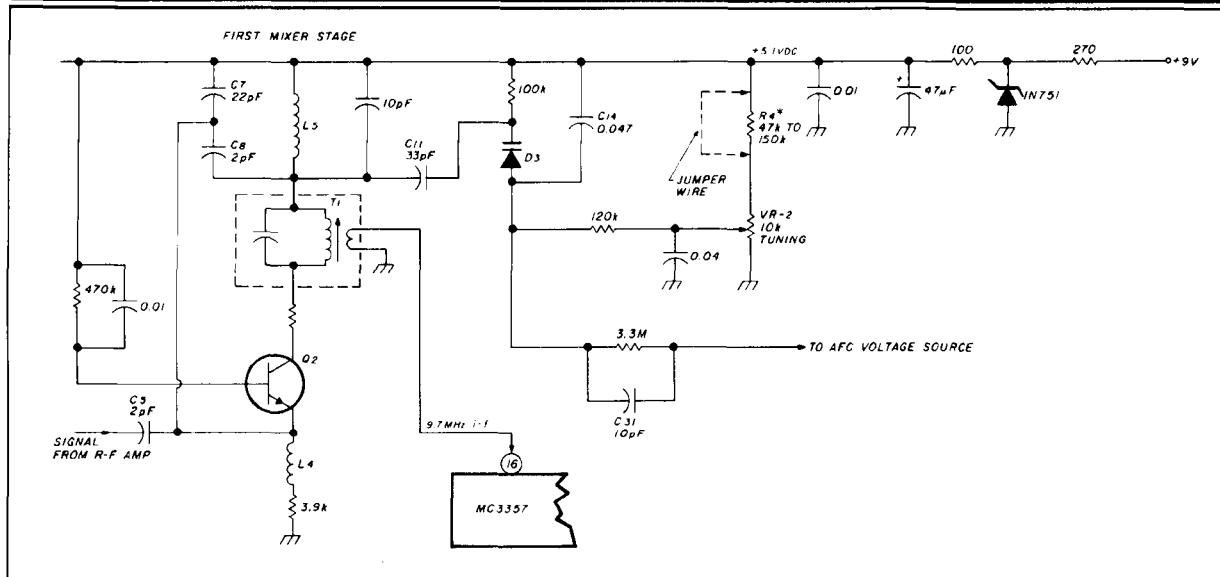 FIRST MIXER STAGE
+5.1VDC
100
270
+9V
C7
22pF
C8
2pF
L5
10pF
100k
C14
0.047
C11
33pF
D3
R4*
47k TO
150k
JUMPER
WIRE
0.01
+
47µF
1N751
T1
120k
0.04
VR-2
10k
TUNING
470k
0.01
Q2
3.3M
TO AFC VOLTAGE SOURCE
C31
10pF
C5
2pF
SIGNAL
FROM R-F AMP
L4
3.9k
9.7MHz i-f
16
MC3357